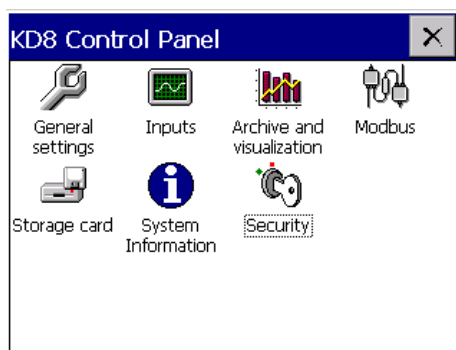 KD8 Control Panel
General settings
Inputs
Archive and visualization
Modbus
Storage card
System Information
Security